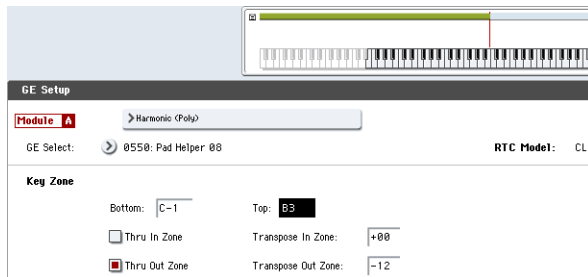 GE Setup
Module A
Harmonic (Poly)
GE Select: 0550: Pad Helper 08 RTC Model: CL
Key Zone
Bottom: C-1 Top: B3
Thru In Zone Transpose In Zone: +00
Thru Out Zone Transpose Out Zone: -12